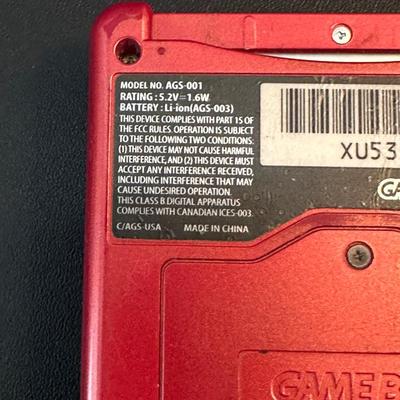 MODEL NO. AGS-001
RATING : 5.2V⎓1.6W
BATTERY : Li-ion(AGS-003)
THIS DEVICE COMPLIES WITH PART 15 OF
THE FCC RULES. OPERATION IS SUBJECT
TO THE FOLLOWING TWO CONDITIONS:
(1) THIS DEVICE MAY NOT CAUSE HARMFUL
INTERFERENCE, AND (2) THIS DEVICE MUST
ACCEPT ANY INTERFERENCE RECEIVED,
INCLUDING INTERFERENCE THAT MAY
CAUSE UNDESIRED OPERATION.
THIS CLASS B DIGITAL APPARATUS
COMPLIES WITH CANADIAN ICES-003.
C/AGS-USA MADE IN CHINA
XU53
GA
GAME B